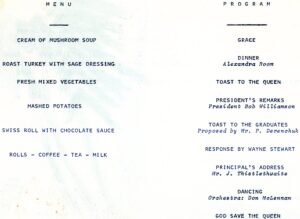 MENU
CREAM OF MUSHROOM SOUP
ROAST TURKEY WITH SAGE DRESSING
FRESH MIXED VEGETABLES
MASHED POTATOES
SWISS ROLL WITH CHOCOLATE SAUCE
ROLLS - COFFEE - TEA - MILK
PROGRAM
GRACE
DINNER
Alexandra Room
TOAST TO THE QUEEN
PRESIDENT'S REMARKS
President Bob Williamson
TOAST TO THE GRADUATES
Proposed by Mr. P. Derenchuk
RESPONSE BY WAYNE STEWART
PRINCIPAL'S ADDRESS
Mr. J. Thistlethwaite
DANCING
Orchestra: Don McLennan
GOD SAVE THE QUEEN